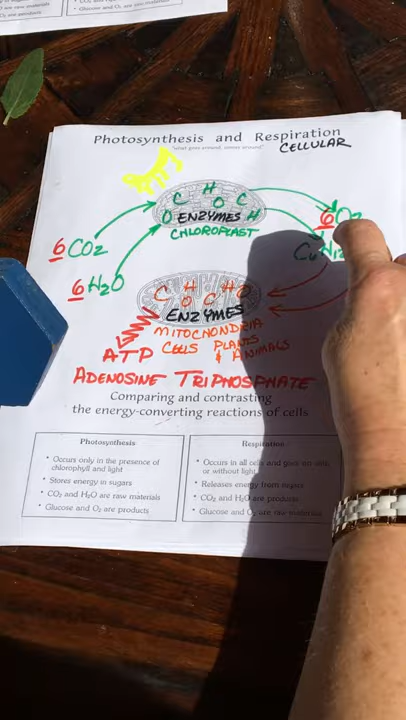 Photosynthesis and Respiration
"what goes around, comes around"
CELLULAR
C H O C
O ENZYMES H
CHLOROPLAST
6CO2
6H2O
6O2
C6H12
C H C H O
O C
ENZYMES
MITOCHONDRIA
CELLS PLANTS
& ANIMALS
ATP
ADENOSINE TRIPHOSPHATE
Comparing and contrasting
the energy-converting reactions of cells
Photosynthesis
• Occurs only in the presence of
chlorophyll and light
• Stores energy in sugars
• CO2 and H2O are raw materials
• Glucose and O2 are products
Respiration
• Occurs in all cells and goes on
or without light
• Releases energy from sugars
• CO2 and H2O are products
• Glucose and O2 are raw